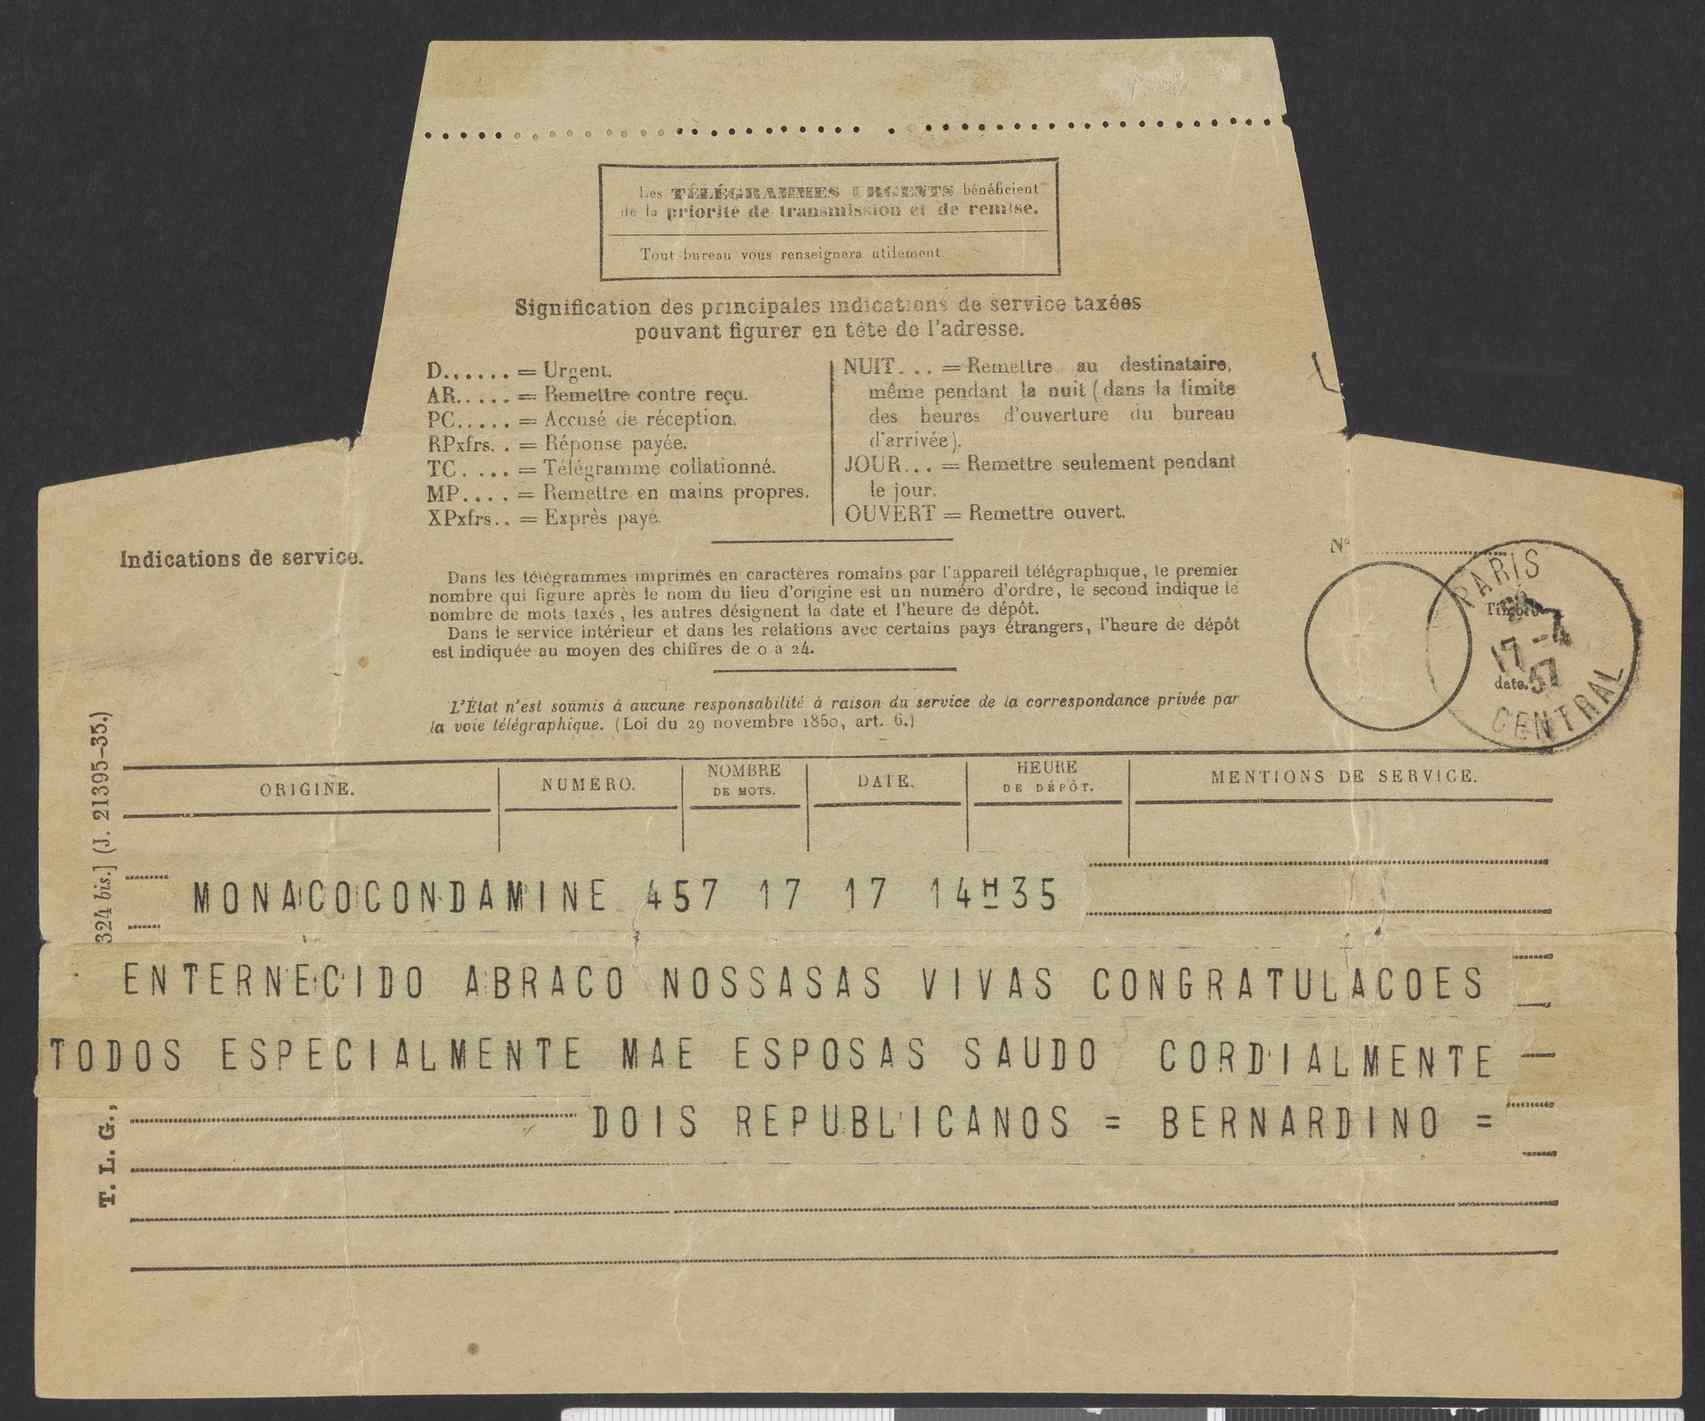 Les TÉLÉGRAMMES URGENTS bénéficient
de la priorité de transmission et de remise.
Tout bureau vous renseignera utilement.
Signification des principales indications de service taxées
pouvant figurer en tête de l'adresse.
D...... = Urgent.
AR..... = Remettre contre reçu.
PC..... = Accusé de réception.
RPxfrs.. = Réponse payée.
TC.... = Télégramme collationné.
MP.... = Remettre en mains propres.
XPxfrs.. = Exprès payé.
NUIT... = Remettre au destinataire,
même pendant la nuit (dans la limite
des heures d'ouverture du bureau
d'arrivée).
JOUR... = Remettre seulement pendant
le jour.
OUVERT = Remettre ouvert.
Indications de service.
Dans les télégrammes imprimés en caractères romains par l'appareil télégraphique, le premier
nombre qui figure après le nom du lieu d'origine est un numéro d'ordre, le second indique le
nombre de mots taxés, les autres désignent la date et l'heure de dépôt.
Dans le service intérieur et dans les relations avec certains pays étrangers, l'heure de dépôt
est indiquée au moyen des chiffres de 0 à 24.
L'État n'est soumis à aucune responsabilité à raison du service de la correspondance privée par
la voie télégraphique. (Loi du 29 novembre 1850, art. 6.)
N°
Timbre
date.
PARIS
17-4
37
CENTRAL
324 bis.] (J. 21395-35.)
T. L. G.,
ORIGINE. NUMÉRO. NOMBRE DE MOTS. DATE. HEURE DE DÉPÔT. MENTIONS DE SERVICE.
MONACOCONDAMINE 457 17 17 14H35
ENTERNECIDO ABRACO NOSSASAS VIVAS CONGRATULACOES
TODOS ESPECIALMENTE MAE ESPOSAS SAUDO CORDIALMENTE
DOIS REPUBLICANOS = BERNARDINO =